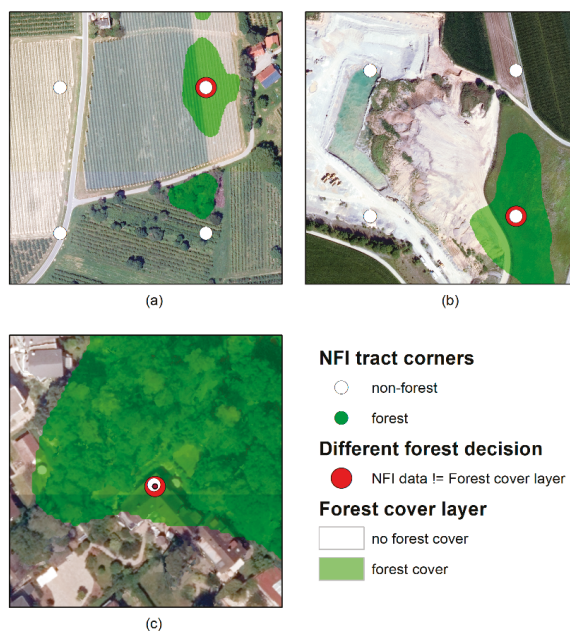 (a)
(b)
(c)
NFI tract corners
non-forest
forest
Different forest decision
NFI data != Forest cover layer
Forest cover layer
no forest cover
forest cover